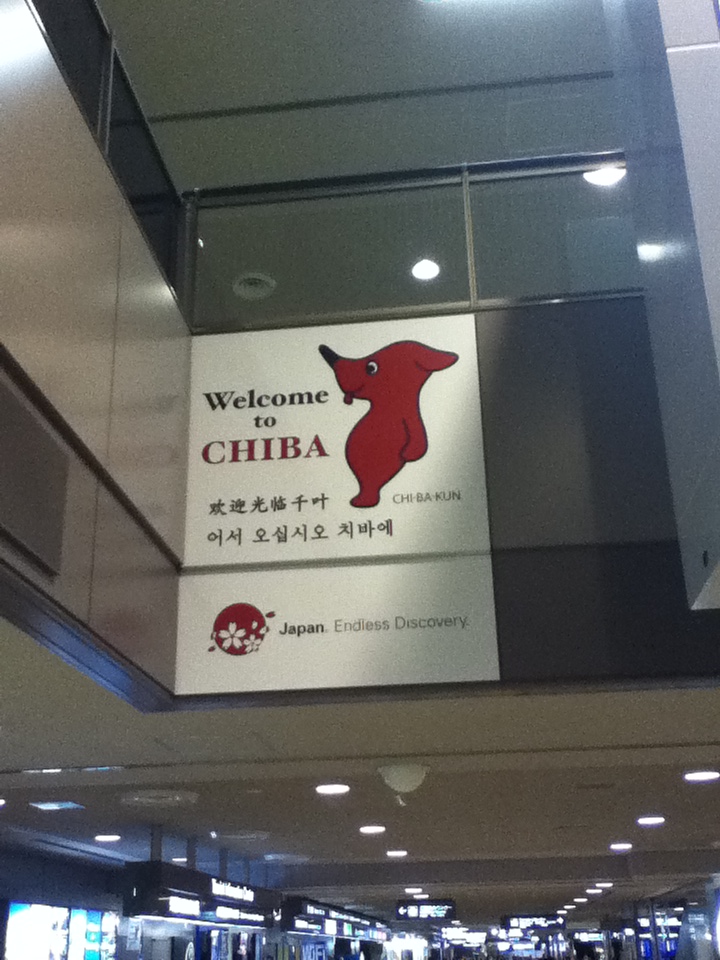 Welcome
to
CHIBA
欢迎光临千叶
어서 오십시오 치바에
CHI·BA·KUN
Japan. Endless Discovery.